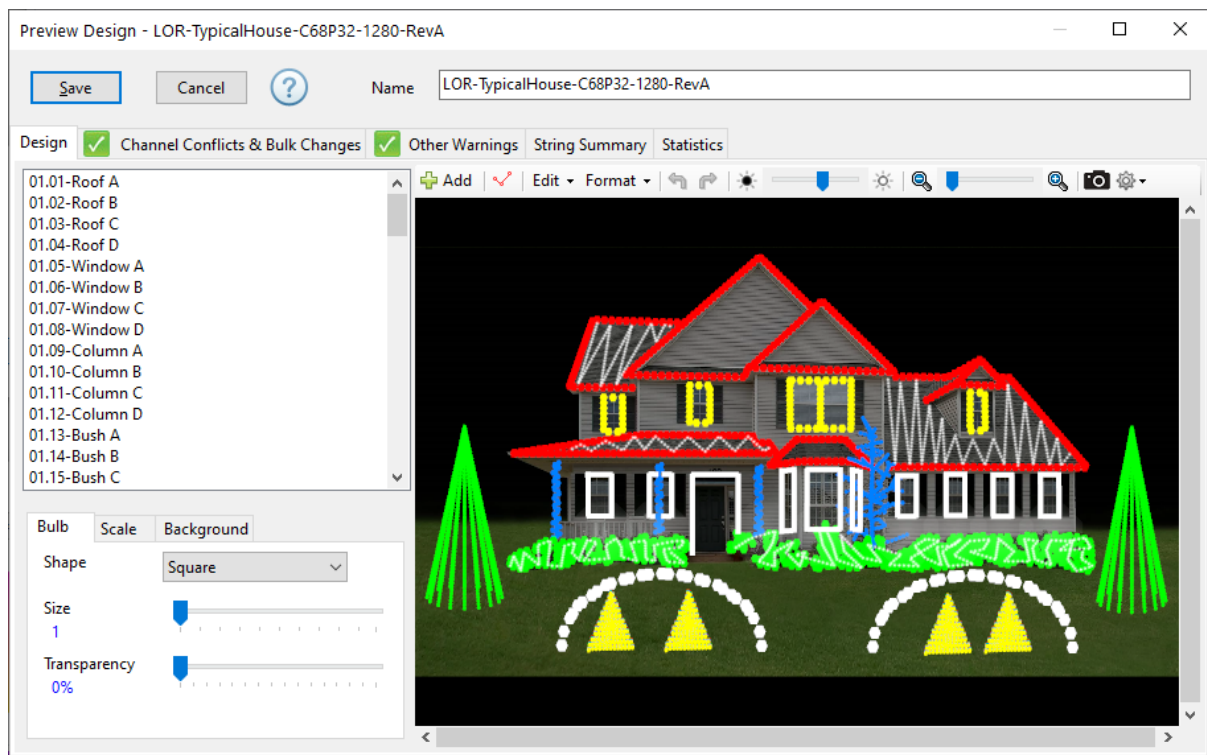 Preview Design - LOR-TypicalHouse-C68P32-1280-RevA
Save Cancel ? Name LOR-TypicalHouse-C68P32-1280-RevA
Design Channel Conflicts & Bulk Changes Other Warnings String Summary Statistics
Add Edit Format
01.01-Roof A
01.02-Roof B
01.03-Roof C
01.04-Roof D
01.05-Window A
01.06-Window B
01.07-Window C
01.08-Window D
01.09-Column A
01.10-Column B
01.11-Column C
01.12-Column D
01.13-Bush A
01.14-Bush B
01.15-Bush C
Bulb Scale Background
Shape Square
Size
1
Transparency
0%